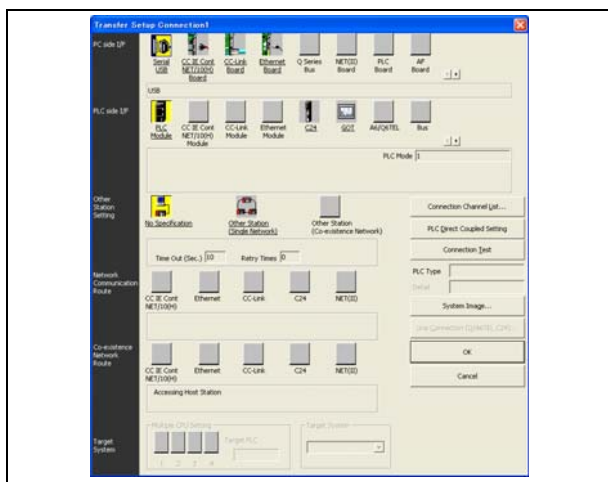 Transfer Setup Connection1
PC side I/F
Serial
USB
CC IE Cont
NET/10(H)
Board
CC-Link
Board
Ethernet
Board
Q Series
Bus
NET(II)
Board
PLC
Board
AF
Board
USB
PLC side I/F
PLC
Module
CC IE Cont
NET/10(H)
Module
CC-Link
Module
Ethernet
Module
C24
GOT
A6/Q6TEL
Bus
PLC Mode 1
Other
Station
Setting
No Specification
Other Station
(Single Network)
Other Station
(Co-existence Network)
Time Out (Sec.) 10 Retry Times 0
Connection Channel List...
PLC Direct Coupled Setting
Connection Test
PLC Type
Detail
System Image...
OK
Cancel
Network
Communication
Route
CC IE Cont
NET/10(H)
Ethernet
CC-Link
C24
NET(II)
Co-existence
Network
Route
CC IE Cont
NET/10(H)
Ethernet
CC-Link
C24
NET(II)
Accessing Host Station
Target
System
Multiple CPU Setting
1 2 3 4
Target PLC
Target System